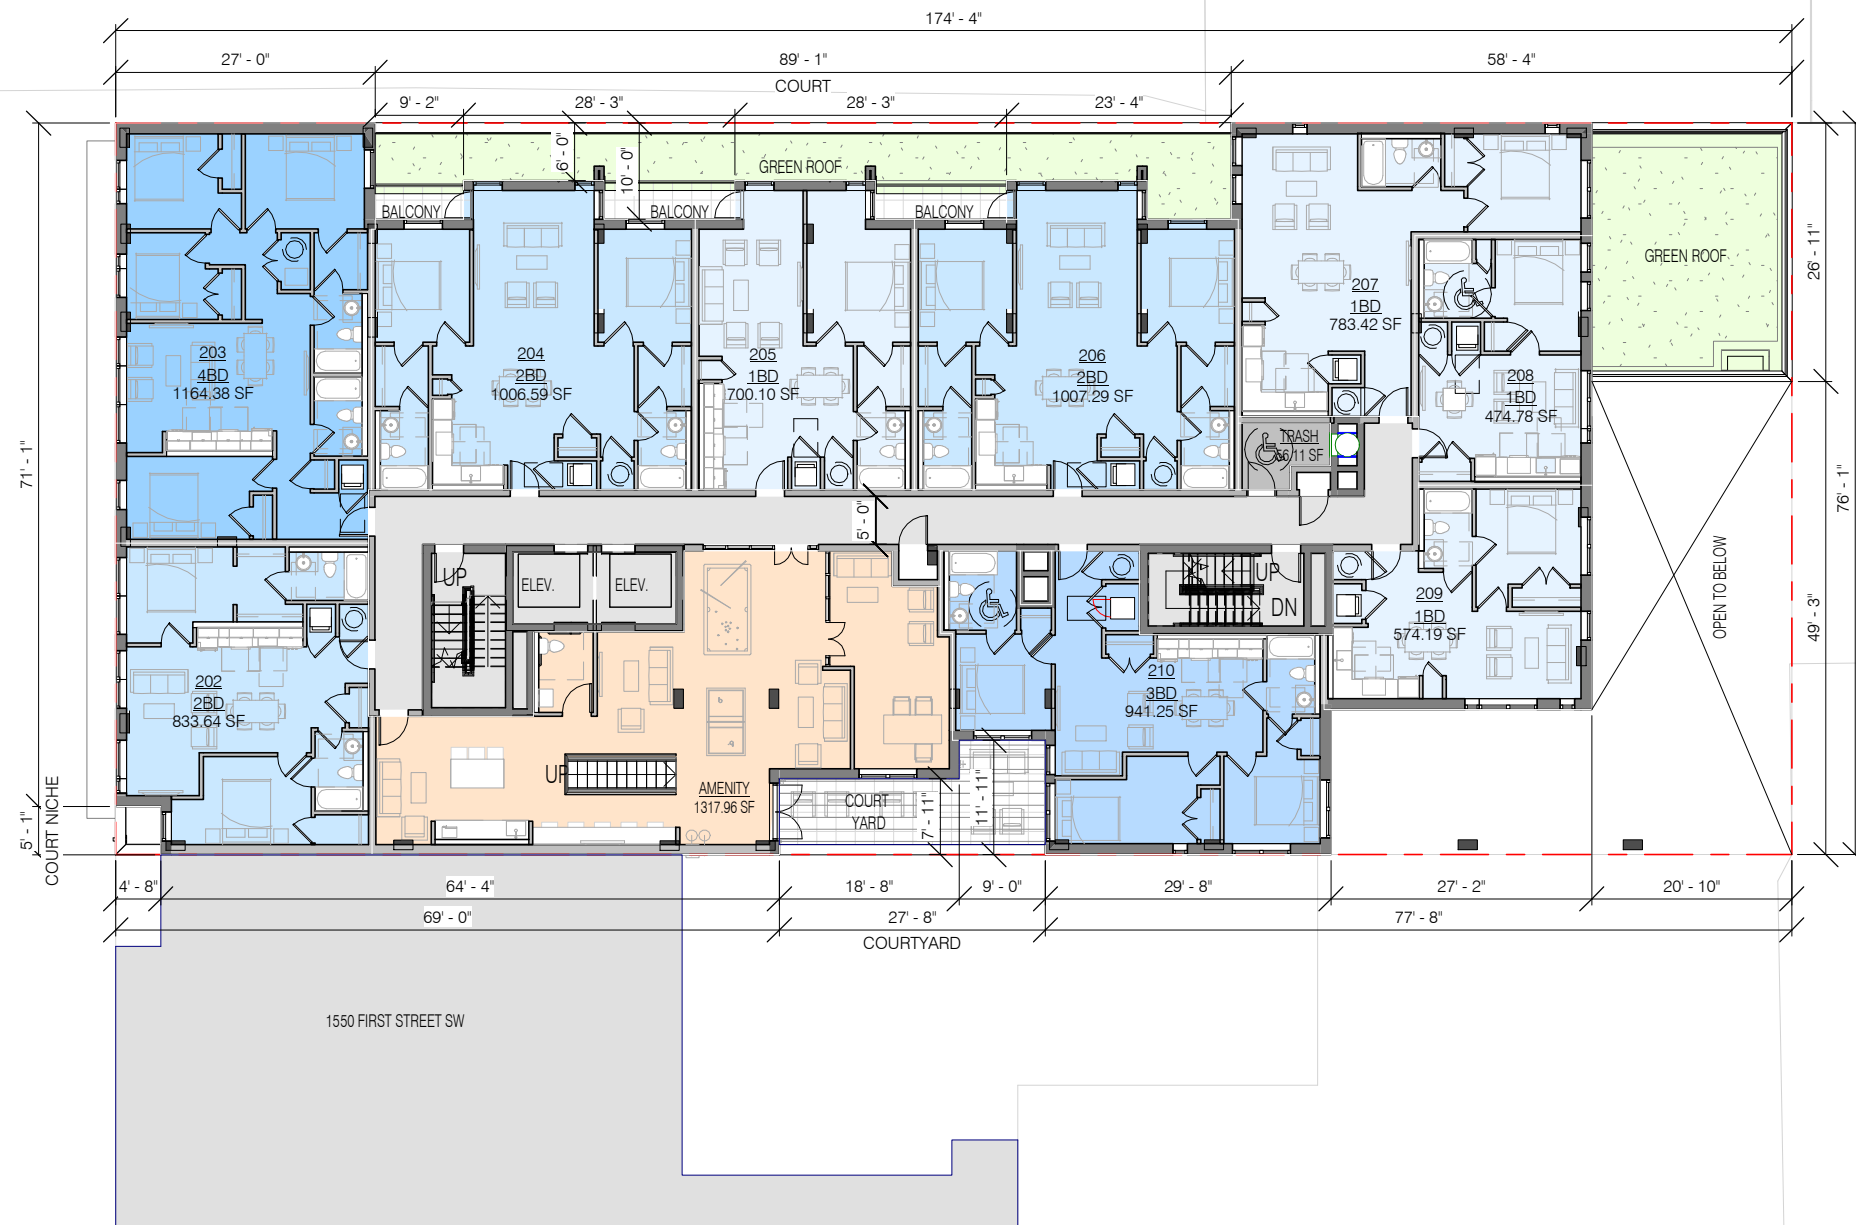 174' - 4"
27' - 0"
89' - 1"
58' - 4"
COURT
9' - 2"
28' - 3"
28' - 3"
23' - 4"
6' - 0"
10' - 0"
GREEN ROOF
BALCONY
BALCONY
BALCONY
GREEN ROOF
26' - 11"
71' - 1"
76' - 1"
203
4BD
1164.38 SF
204
2BD
1006.59 SF
205
1BD
700.10 SF
206
2BD
1007.29 SF
207
1BD
783.42 SF
208
1BD
474.78 SF
TRASH
56.11 SF
5' - 0"
UP
ELEV.
ELEV.
UP
DN
209
1BD
574.19 SF
OPEN TO BELOW
49' - 3"
202
2BD
833.64 SF
210
3BD
941.25 SF
UP
AMENITY
1317.96 SF
COURT
YARD
7' - 11"
11' - 11"
5' - 1"
COURT NICHE
4' - 8"
64' - 4"
18' - 8"
9' - 0"
29' - 8"
27' - 2"
20' - 10"
69' - 0"
27' - 8"
77' - 8"
COURTYARD
1550 FIRST STREET SW